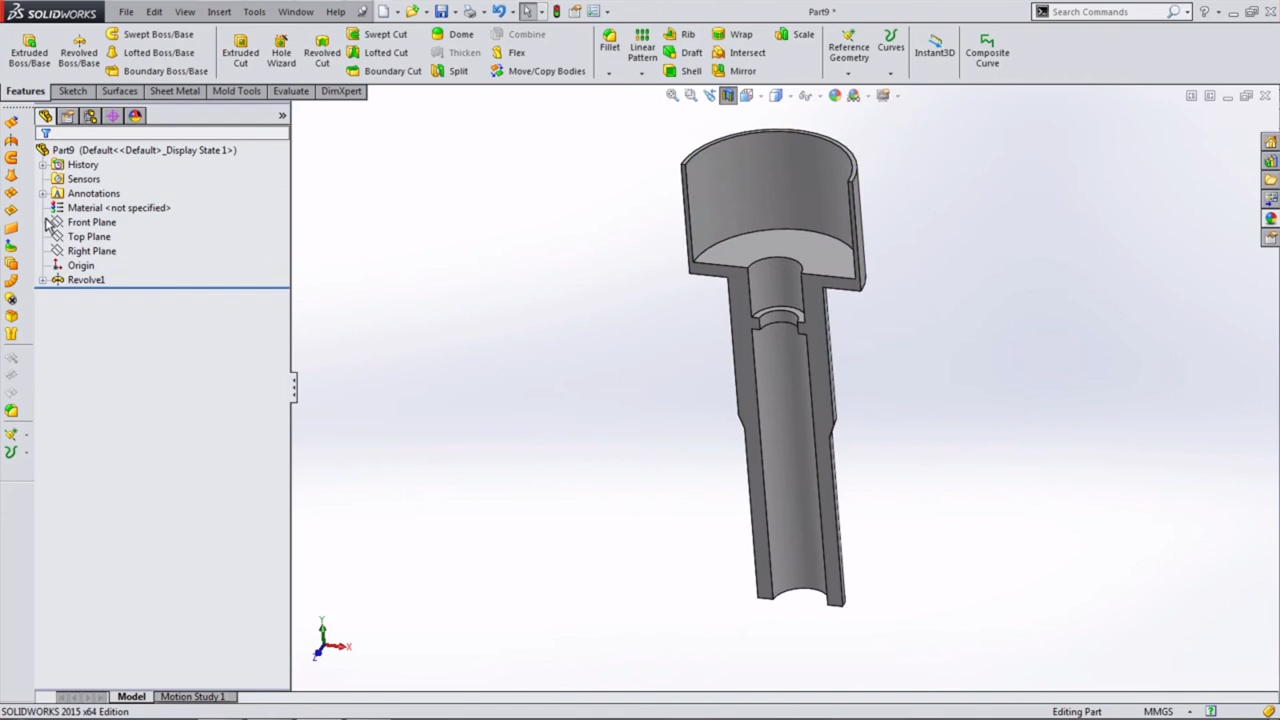 SOLIDWORKS File Edit View Insert Tools Window Help Part9 * Search Commands
Extruded Boss/Base Revolved Boss/Base Swept Boss/Base Lofted Boss/Base Boundary Boss/Base Extruded Cut Hole Wizard Revolved Cut Swept Cut Lofted Cut Boundary Cut Dome Thicken Split Combine Flex Move/Copy Bodies Fillet Linear Pattern Rib Draft Shell Wrap Intersect Mirror Scale Reference Geometry Curves Instant3D Composite Curve
Features Sketch Surfaces Sheet Metal Mold Tools Evaluate DimXpert
Part9 (Default<<Default>_Display State 1>)
History
Sensors
Annotations
Material <not specified>
Front Plane
Top Plane
Right Plane
Origin
Revolve1
Y
X
Z
Model Motion Study 1
SOLIDWORKS 2015 x64 Edition Editing Part MMGS